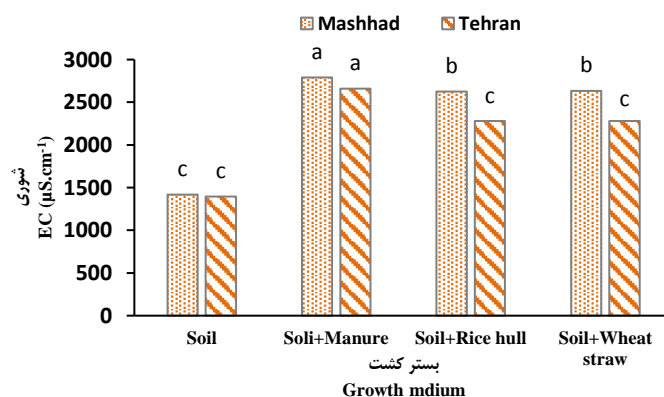 Mashhad Tehran
a
a
b
b
c
c
c
c
3000
2500
2000
1500
1000
500
0
شوری
EC (µS.cm-1)
Soil
Soli+Manure
Soil+Rice hull
Soil+Wheat
straw
بستر کشت
Growth mdium